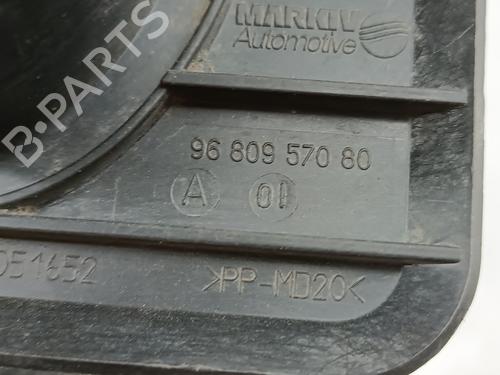 MARKIV
Automotive
B-PARTS
96 809 570 80
A 01
051652
>PP-MD20<